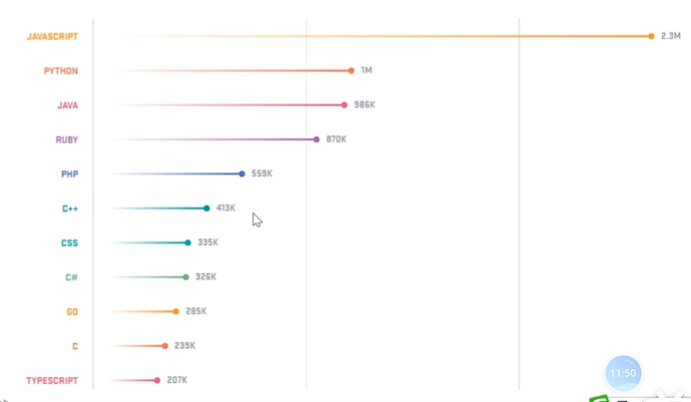 JAVASCRIPT 2.3M
PYTHON 1M
JAVA 986K
RUBY 870K
PHP 559K
C++ 413K
CSS 335K
C# 326K
GO 285K
C 239K
TYPESCRIPT 207K
11:50